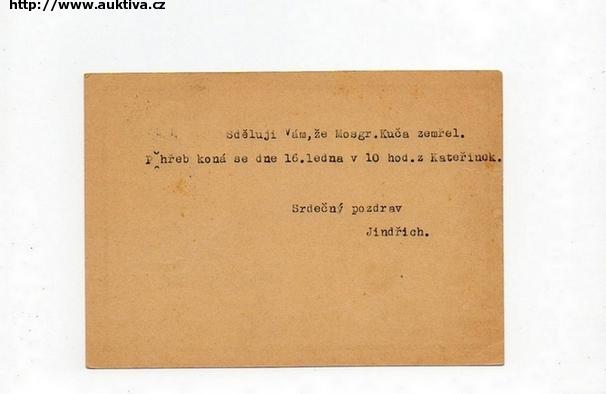 http://www.auktiva.cz
Sděluji Vám,že Mosgr.Kuča zemřel.
Pohřeb koná se dne 16.ledna v 10 hod.z Kateřinok.
Srdečný pozdrav
Jindřich.